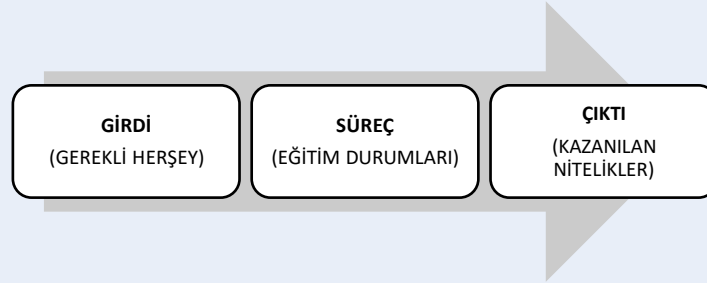 GİRDİ
(GEREKLİ HERŞEY)
SÜREÇ
(EĞİTİM DURUMLARI)
ÇIKTI
(KAZANILAN
NİTELİKLER)